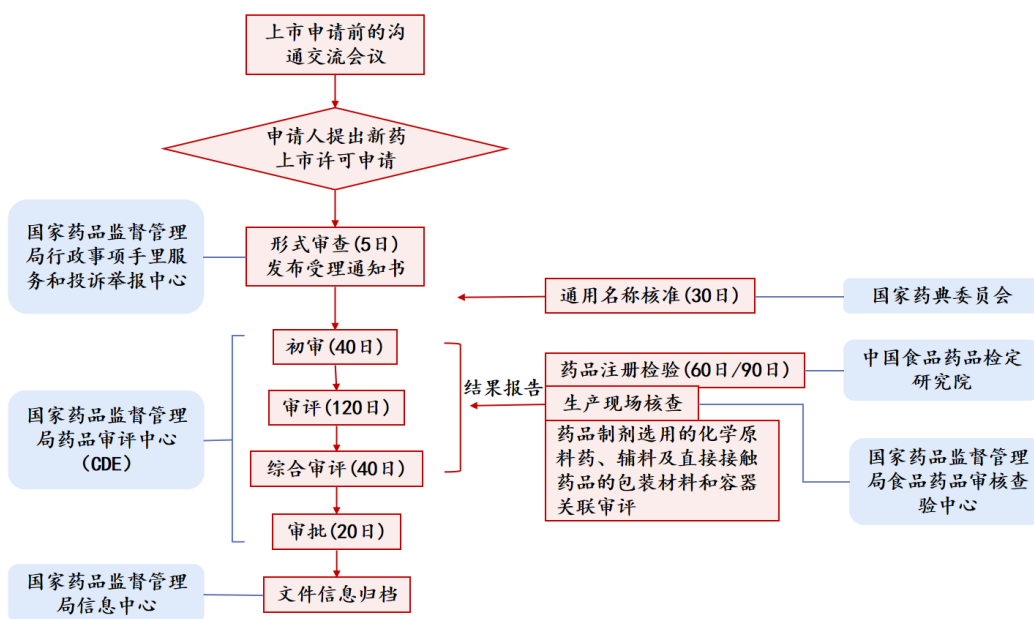 上市申请前的沟
通交流会议
申请人提出新药
上市许可申请
国家药品监督管理
局行政事项手里服
务和投诉举报中心
形式审查(5日)
发布受理通知书
通用名称核准(30日)
国家药典委员会
初审(40日)
审评(120日)
综合审评(40日)
审批(20日)
国家药品监督管理
局药品审评中心
（CDE）
结果报告
药品注册检验(60日/90日)
中国食品药品检定
研究院
生产现场核查
药品制剂选用的化学原
料药、辅料及直接接触
药品的包装材料和容器
关联审评
国家药品监督管理
局食品药品审核查
验中心
国家药品监督管理
局信息中心
文件信息归档